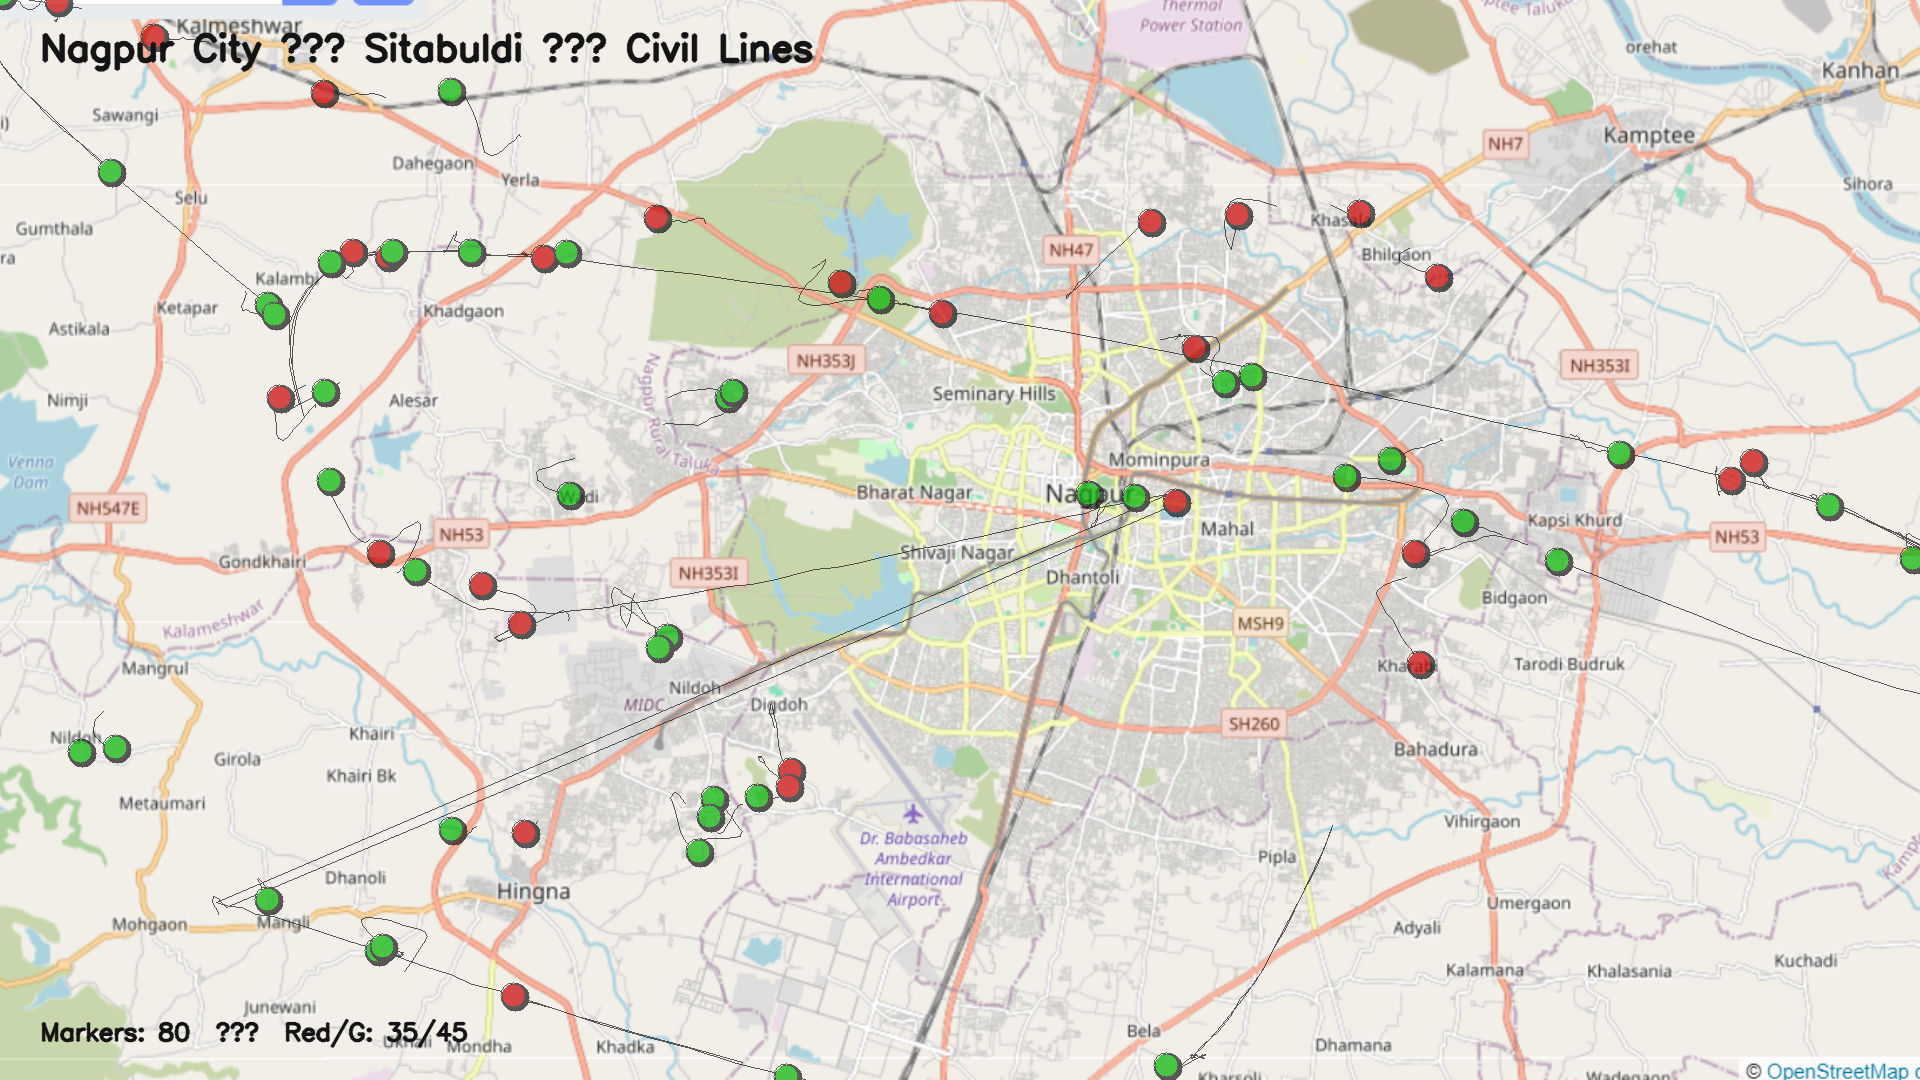 Kalmeshwar
Nagpur City ??? Sitabuldi ??? Civil Lines
Thermal
Power Station
orehat
Kanhan
Sawangi
Dahegaon
Yerla
NH7
Kamptee
Selu
Sihora
Gumthala
ra
Khasala
Bhilgaon
NH47
Kalambi
Ketapar
Khadgaon
Astikala
NH353J
NH353I
Nagpur Rural Taluka
Seminary Hills
Nimji
Alesar
Mominpura
Venna
Dam
Wadi
Bharat Nagar
Nagpur
NH547E
NH53
Mahal
Kapsi Khurd
NH53
Gondkhairi
Shivaji Nagar
NH353I
Dhantoli
Bidgaon
Kalmeshwar
MSH9
Mangrul
Kharabi
Tarodi Budruk
Nildoh
MIDC
Digdoh
SH260
Nildoh
Khairi
Bahadura
Girola
Khairi Bk
Metaumari
Dr. Babasaheb
Ambedkar
International
Airport
Vihirgaon
Pipla
Dhanoli
Hingna
Umergaon
Mohgaon
Mangli
Adyali
Kalamana
Khalasania
Kuchadi
Junewani
Markers: 80 ??? Red/G: 35/45
Mondha
Khadka
Bela
Dhamana
Kharsoli
Wadegaon
© OpenStreetMap c